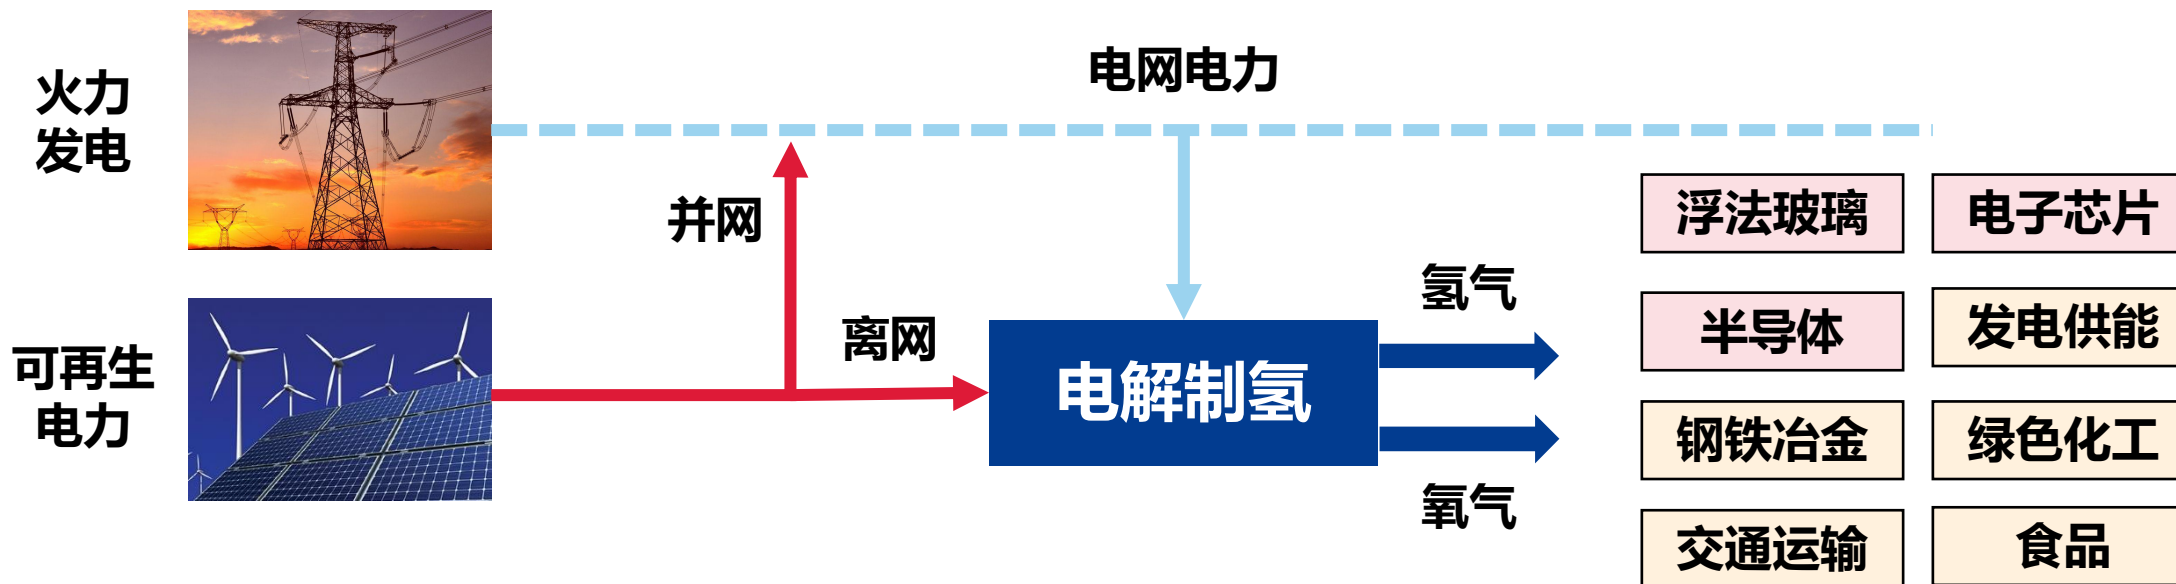 火力
发电
电网电力
并网
离网
可再生
电力
电解制氢
氢气
氧气
浮法玻璃
电子芯片
半导体
发电供能
钢铁冶金
绿色化工
交通运输
食品